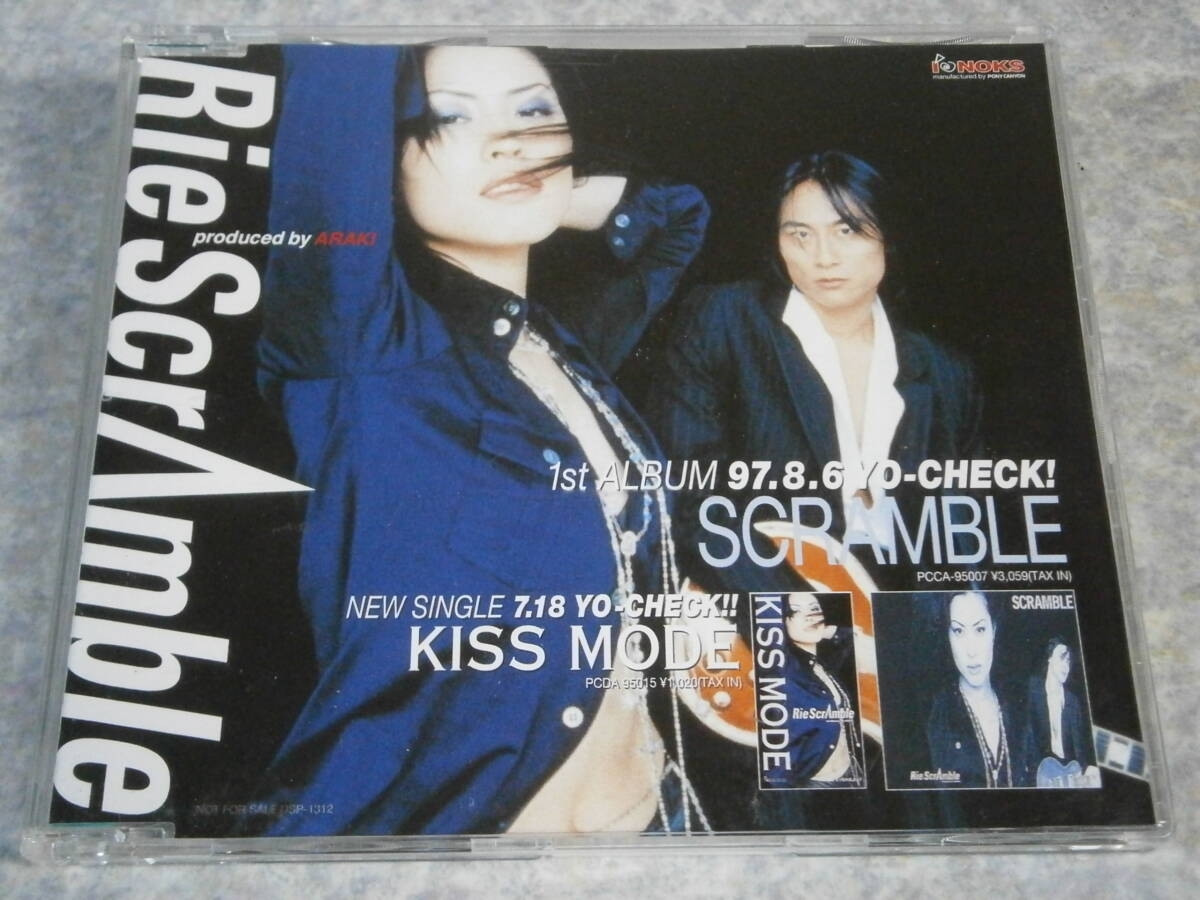 Rie ScrAmble
produced by ARAKI
NOKS
manufactured by PONY CANYON
1st ALBUM 97.8.6 YO-CHECK!
SCRAMBLE
PCCA-95007 ¥3,059(TAX IN)
NEW SINGLE 7.18 YO-CHECK!!
KISS MODE
PCDA 95015 ¥1,020(TAX IN)
KISS MODE
Rie ScrAmble
SCRAMBLE
Rie ScrAmble
NOT FOR SALE DSP-1312